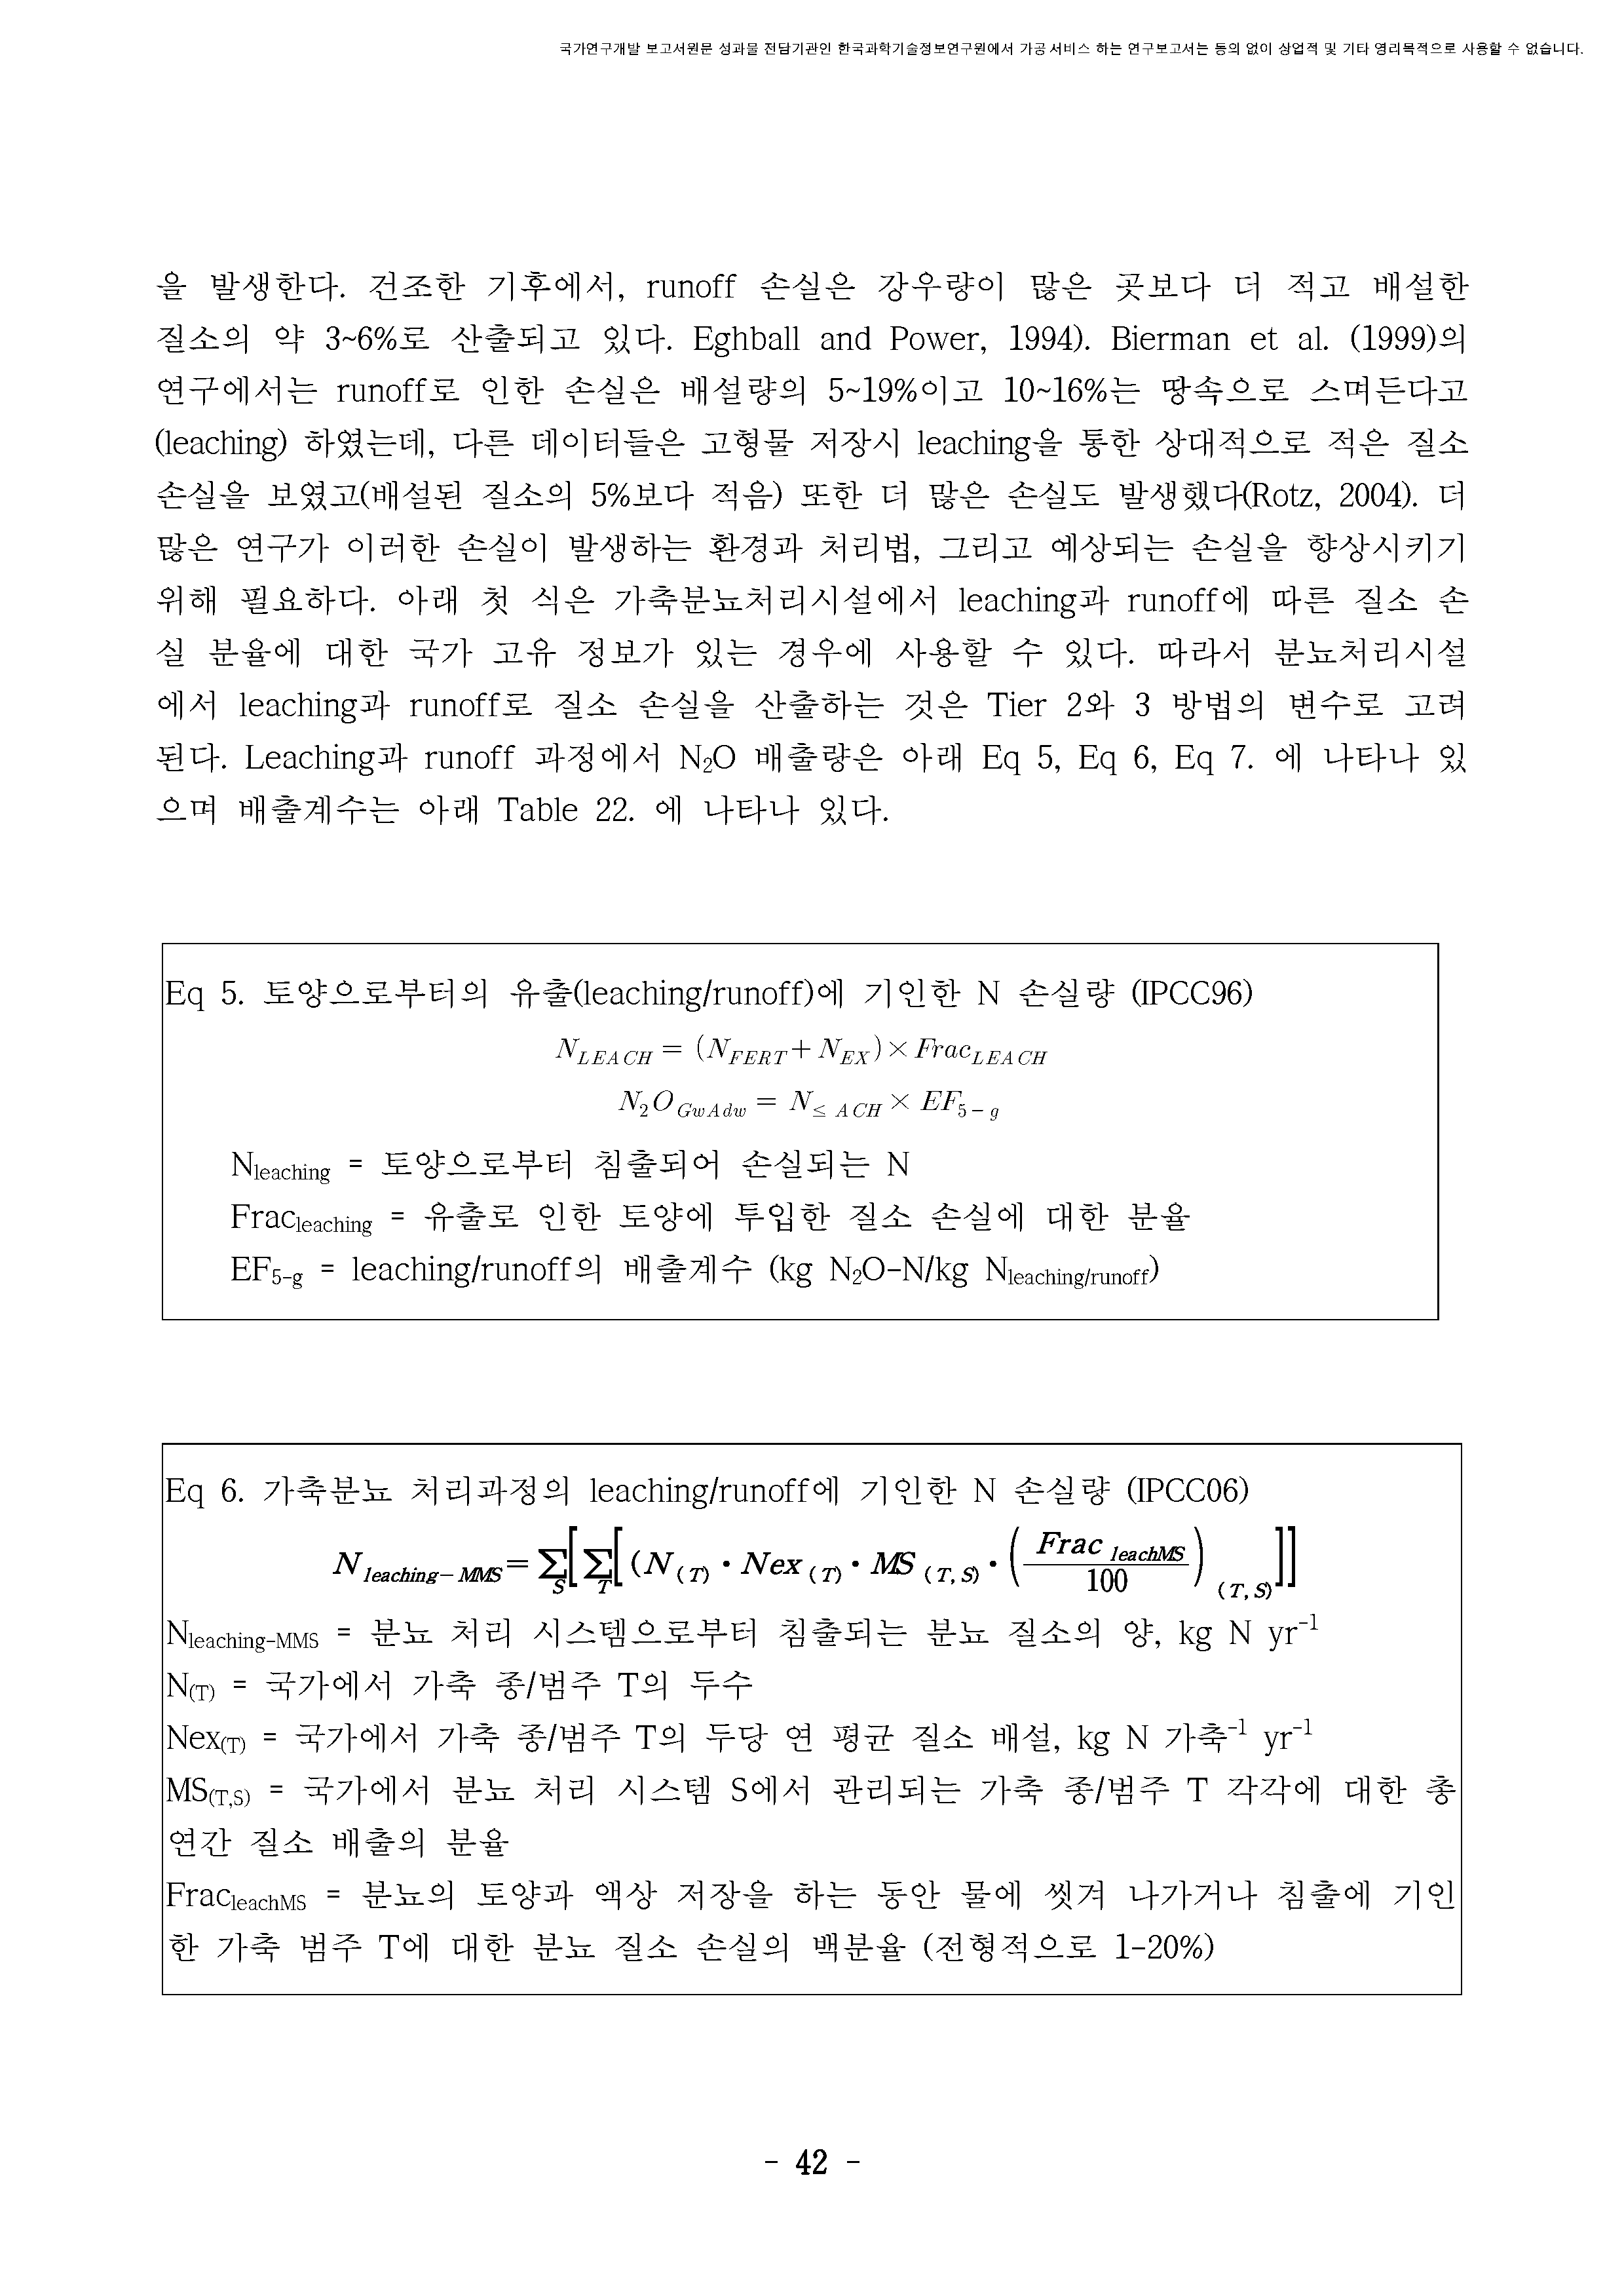 국가연구개발 보고서원문 성과물 전담기관인 한국과학기술정보연구원에서 가공·서비스 하는 연구보고서는 동의 없이 상업적 및 기타 영리목적으로 사용할 수 없습니다.
을 발생한다. 건조한 기후에서, runoff 손실은 강우량이 많은 곳보다 더 적고 배설한
질소의 약 3~6%로 산출되고 있다. Eghball and Power, 1994). Bierman et al. (1999)의
연구에서는 runoff로 인한 손실은 배설량의 5~19%이고 10~16%는 땅속으로 스며든다고
(leaching) 하였는데, 다른 데이터들은 고형물 저장시 leaching을 통한 상대적으로 적은 질소
손실을 보였고(배설된 질소의 5%보다 적음) 또한 더 많은 손실도 발생했다(Rotz, 2004). 더
많은 연구가 이러한 손실이 발생하는 환경과 처리법, 그리고 예상되는 손실을 향상시키기
위해 필요하다. 아래 첫 식은 가축분뇨처리시설에서 leaching과 runoff에 따른 질소 손
실 분율에 대한 국가 고유 정보가 있는 경우에 사용할 수 있다. 따라서 분뇨처리시설
에서 leaching과 runoff로 질소 손실을 산출하는 것은 Tier 2와 3 방법의 변수로 고려
된다. Leaching과 runoff 과정에서 N₂O 배출량은 아래 Eq 5, Eq 6, Eq 7. 에 나타나 있
으며 배출계수는 아래 Table 22. 에 나타나 있다.
Eq 5. 토양으로부터의 유출(leaching/runoff)에 기인한 N 손실량 (IPCC96)
N_{LEACH} = (N_{FERT} + N_{EX}) × Frac_{LEACH}
N₂O_{GwAdw} = N_{≤ ACH} × EF_{5-g}
N_{leaching} = 토양으로부터 침출되어 손실되는 N
Frac_{leaching} = 유출로 인한 토양에 투입한 질소 손실에 대한 분율
EF_{5-g} = leaching/runoff의 배출계수 (kg N₂O-N/kg N_{leaching/runoff})
Eq 6. 가축분뇨 처리과정의 leaching/runoff에 기인한 N 손실량 (IPCC06)
N_{leaching-MMS} = ∑_S[∑_T[(N_{(T)} · Nex_{(T)} · MS_{(T,S)} · (Frac_{leachMS}/100)_{(T,S)}]]
N_{leaching-MMS} = 분뇨 처리 시스템으로부터 침출되는 분뇨 질소의 양, kg N yr⁻¹
N_{(T)} = 국가에서 가축 종/범주 T의 두수
Nex_{(T)} = 국가에서 가축 종/범주 T의 두당 연 평균 질소 배설, kg N 가축⁻¹ yr⁻¹
MS_{(T,S)} = 국가에서 분뇨 처리 시스템 S에서 관리되는 가축 종/범주 T 각각에 대한 총
연간 질소 배출의 분율
Frac_{leachMS} = 분뇨의 토양과 액상 저장을 하는 동안 물에 씻겨 나가거나 침출에 기인
한 가축 범주 T에 대한 분뇨 질소 손실의 백분율 (전형적으로 1-20%)
- 42 -